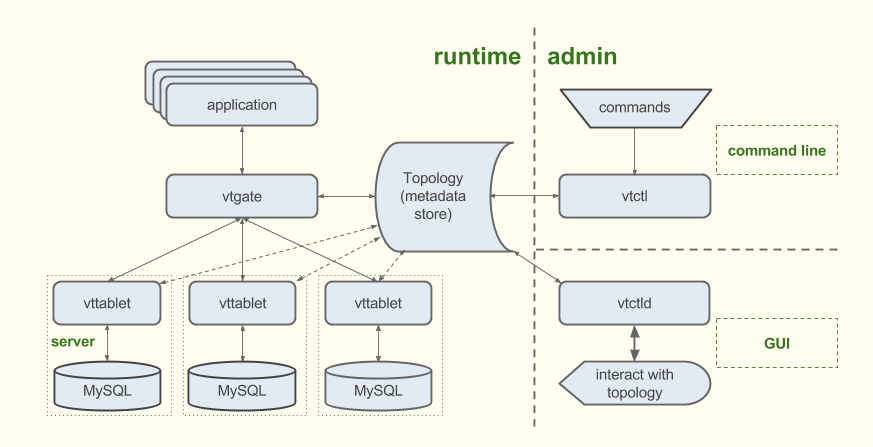 runtime
admin
application
commands
command line
Topology
(metadata
store)
vtgate
vtctl
vttablet
vttablet
vttablet
vtctld
server
GUI
MySQL
MySQL
MySQL
interact with
topology